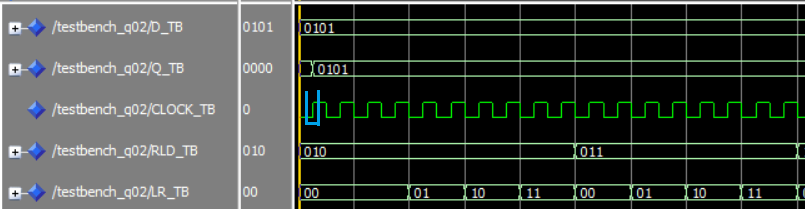 /testbench_q02/D_TB 0101 0101
/testbench_q02/Q_TB 0000 0101
/testbench_q02/CLOCK_TB 0
/testbench_q02/RLD_TB 010 010 011
/testbench_q02/LR_TB 00 00 01 10 11 00 01 10 11